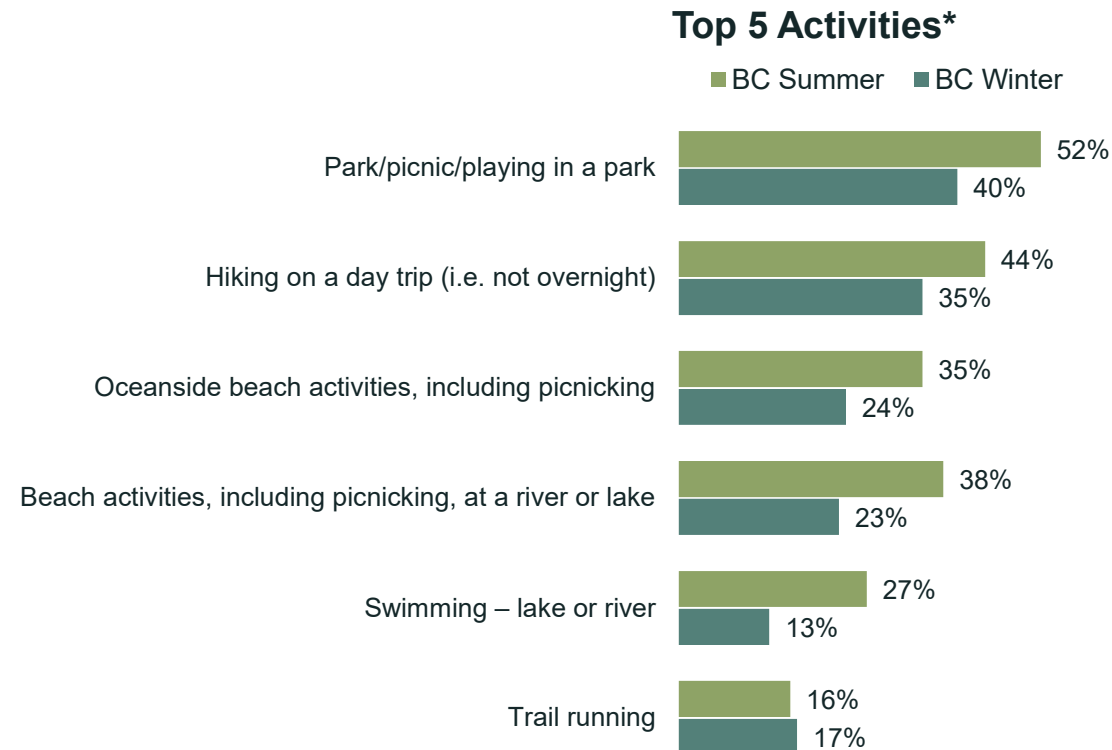 Top 5 Activities*
BC Summer BC Winter
Park/picnic/playing in a park
52%
40%
Hiking on a day trip (i.e. not overnight)
44%
35%
Oceanside beach activities, including picnicking
35%
24%
Beach activities, including picnicking, at a river or lake
38%
23%
Swimming – lake or river
27%
13%
Trail running
16%
17%